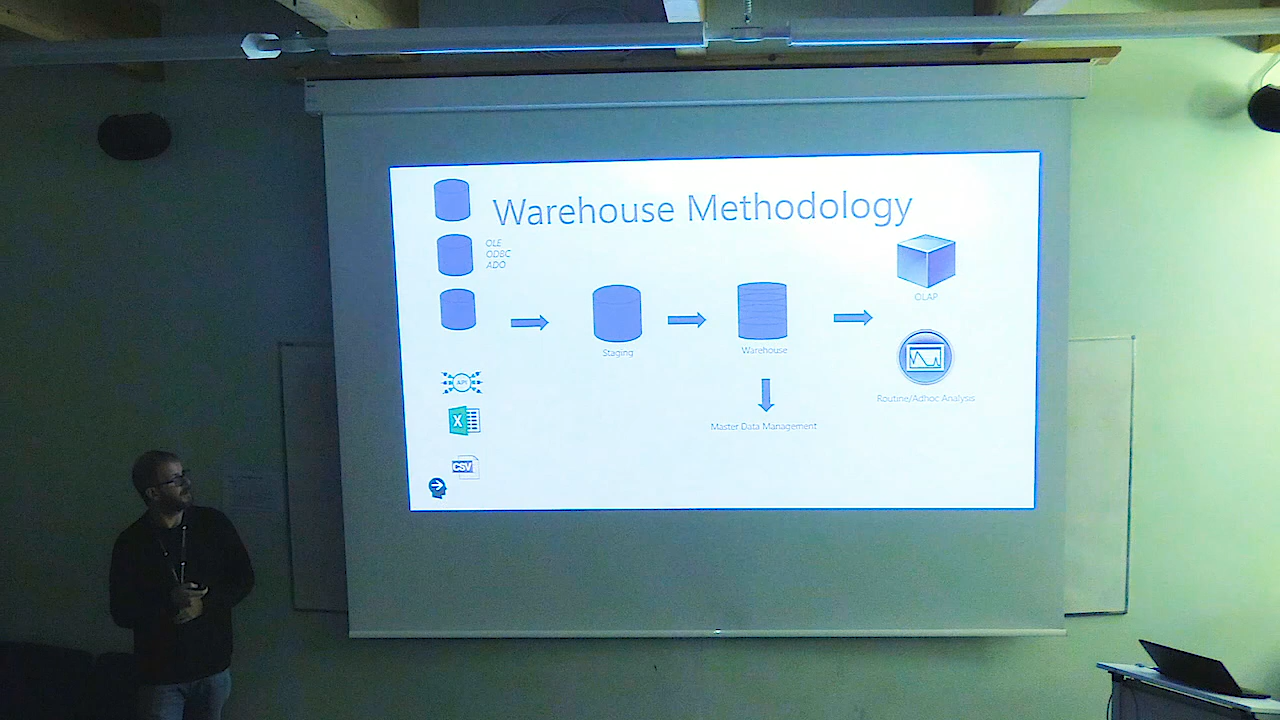 Warehouse Methodology
OLE
ODBC
ADO
OLAP
Staging
Warehouse
API
Routine/Adhoc Analysis
X
Master Data Management
CSV